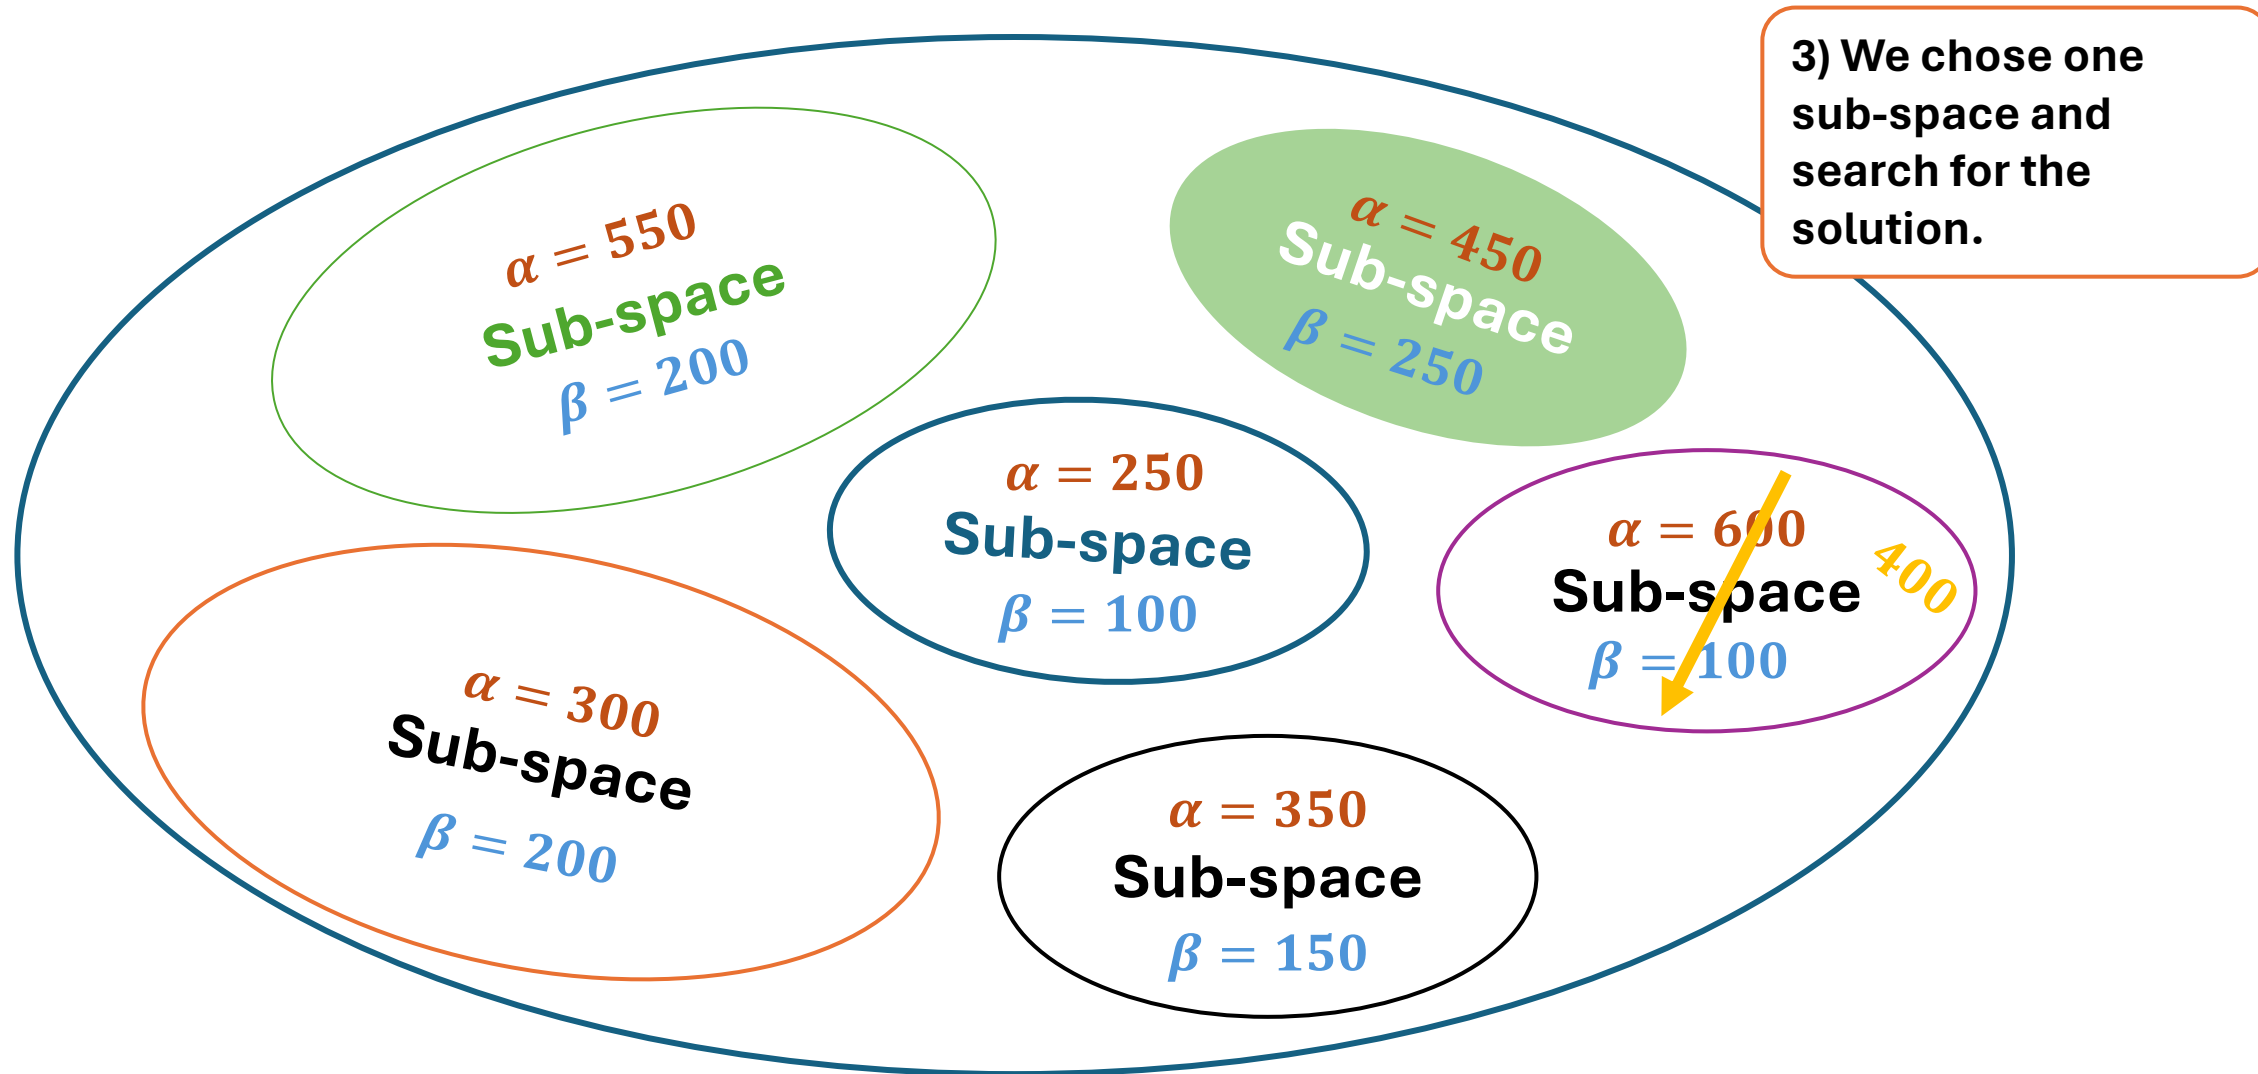 3) We chose one
sub-space and
search for the
solution.
α = 550
Sub-space
β = 200
α = 450
Sub-space
β = 250
α = 250
Sub-space
β = 100
α = 600
Sub-space
β = 100
400
α = 300
Sub-space
β = 200
α = 350
Sub-space
β = 150